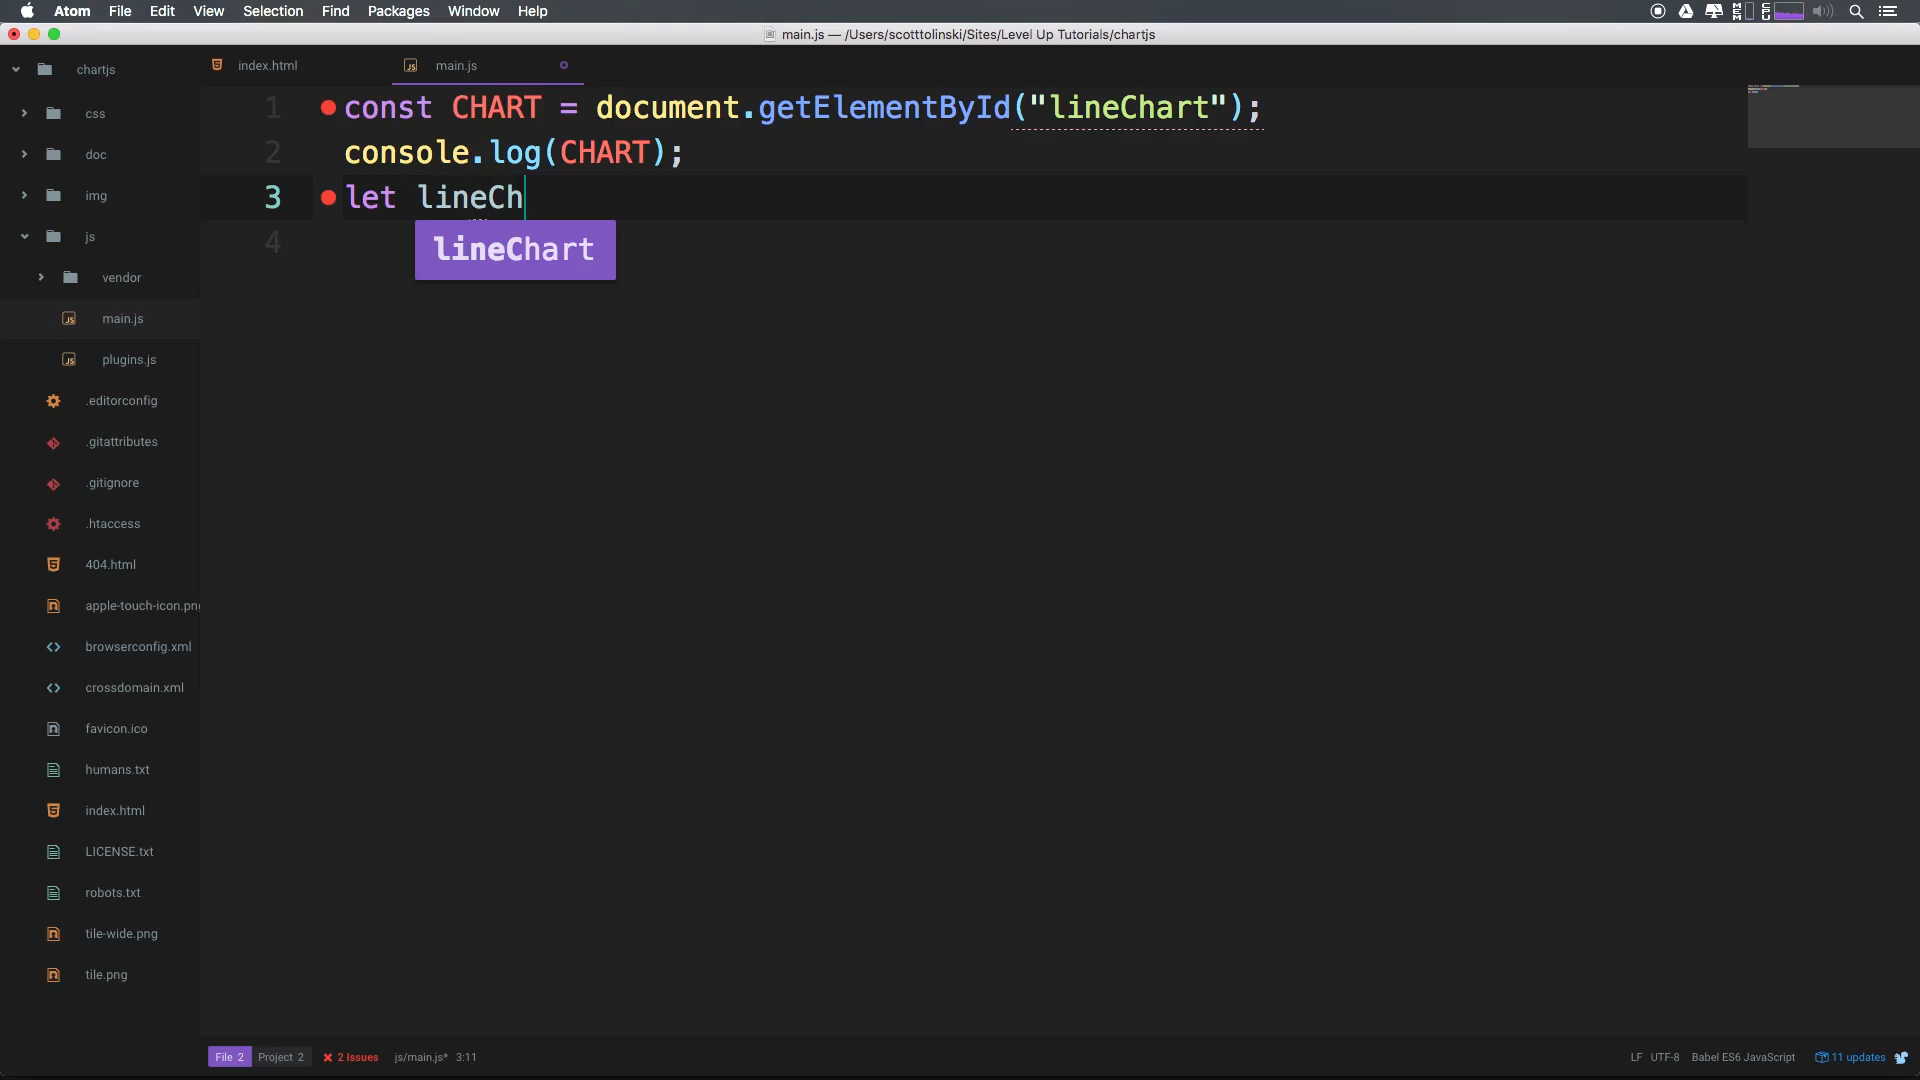 Atom File Edit View Selection Find Packages Window Help
main.js — /Users/scotttolinski/Sites/Level Up Tutorials/chartjs
chartjs
css
doc
img
js
vendor
main.js
plugins.js
.editorconfig
.gitattributes
.gitignore
.htaccess
404.html
apple-touch-icon.png
browserconfig.xml
crossdomain.xml
favicon.ico
humans.txt
index.html
LICENSE.txt
robots.txt
tile-wide.png
tile.png
index.html main.js
1 const CHART = document.getElementById("lineChart");
2 console.log(CHART);
3 let lineCh
lineChart
4
File 2 Project 2 2 Issues js/main.js* 3:11
LF UTF-8 Babel ES6 JavaScript 11 updates